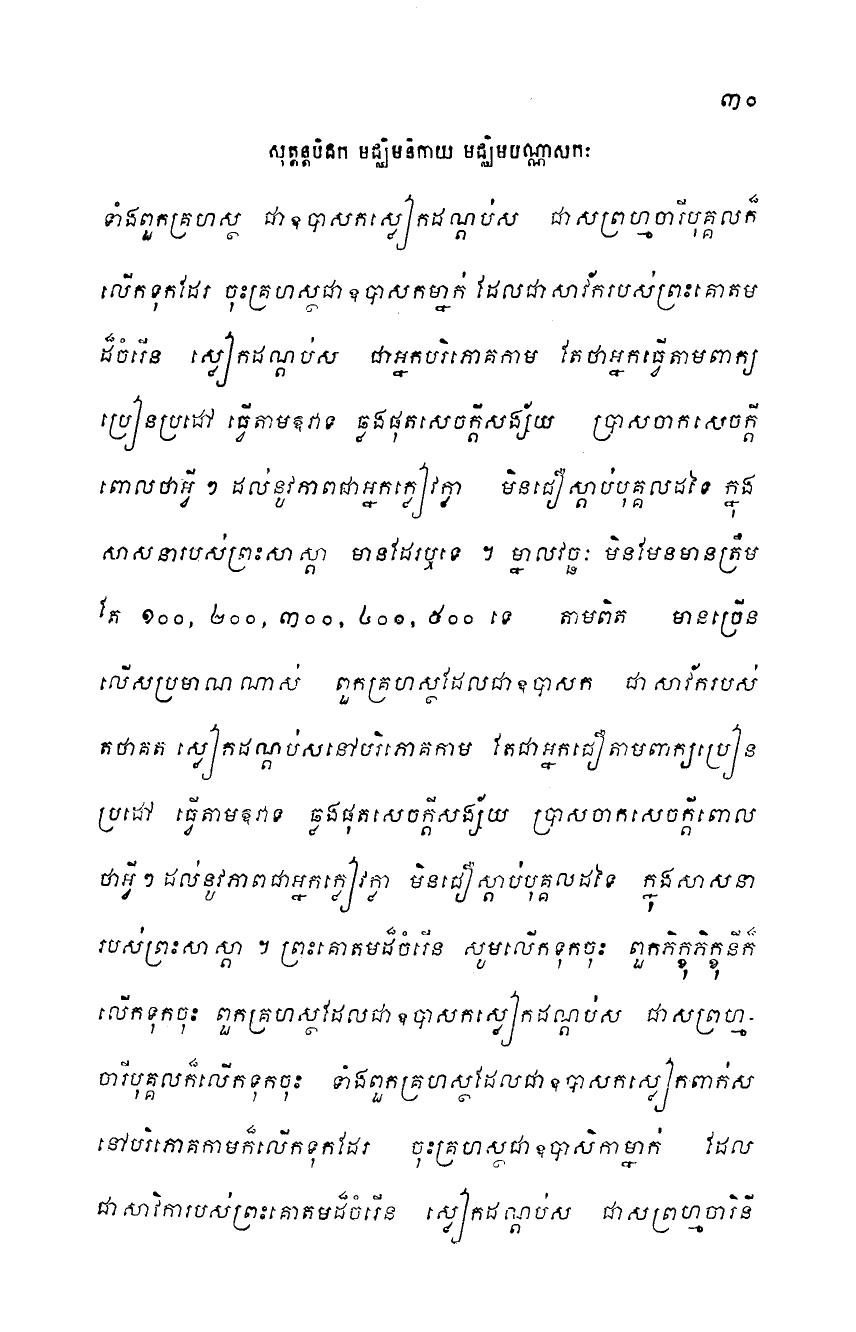 ៣០
សុត្តន្តបិដក មជ្ឈិមនិកាយ មជ្ឈិមបណ្ណាសកៈ
ទាំងពួកគ្រហស្ថ ជាឧបាសកស្លៀកដណ្តប់ស ជាសព្រហ្មចារីបុគ្គលក៏
លើកទុកដែរ ចុះគ្រហស្ថជាឧបាសកម្នាក់ ដែលជាសាវ័ករបស់ព្រះគោតម
ដ៏ចំរើន ស្លៀកដណ្តប់ស ជាអ្នកបរិភោគកាម តែថាអ្នកធ្វើតាមពាក្យ
ប្រៀនប្រដៅ ធ្វើតាមឱវាទ ឆ្លងផុតសេចក្តីសង្ស័យ ប្រាសចាកសេចក្តី
ពោលថាអ្វី ៗ ដល់នូវភាពជាអ្នកក្លៀវក្លា មិនជឿស្តាប់បុគ្គលដទៃ ក្នុង
សាសនារបស់ព្រះសាស្តា មានដែរឬទេ ។ ម្នាលវច្ឆៈ មិនមែនមានត្រឹម
តែ ១០០, ២០០, ៣០០, ៤០០, ៥០០ ទេ តាមពិត មានច្រើន
លើសប្រមាណណាស់ ពួកគ្រហស្ថដែលជាឧបាសក ជាសាវ័ករបស់
តថាគត ស្លៀកដណ្តប់សនៅបរិភោគកាម តែជាអ្នកជឿតាមពាក្យប្រៀន
ប្រដៅ ធ្វើតាមឱវាទ ឆ្លងផុតសេចក្តីសង្ស័យ ប្រាសចាកសេចក្តីពោល
ថាអ្វី ៗ ដល់នូវភាពជាអ្នកក្លៀវក្លា មិនជឿស្តាប់បុគ្គលដទៃ ក្នុងសាសនា
របស់ព្រះសាស្តា ។ ព្រះគោតមដ៏ចំរើន សូមលើកទុកចុះ ពួកភិក្ខុភិក្ខុនីក៏
លើកទុកចុះ ពួកគ្រហស្ថដែលជាឧបាសកស្លៀកដណ្តប់ស ជាសព្រហ្ម-
ចារីបុគ្គលក៏លើកទុកចុះ ទាំងពួកគ្រហស្ថដែលជាឧបាសកស្លៀកពាក់ស
នៅបរិភោគកាមក៏លើកទុកដែរ ចុះគ្រហស្ថជាឧបាសិកាម្នាក់ ដែល
ជាសាវិការបស់ព្រះគោតមដ៏ចំរើន ស្លៀកដណ្តប់ស ជាសព្រហ្មចារិនី